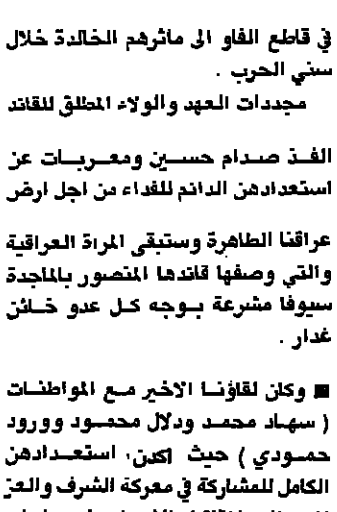 في قاطع الفاو الى ماثرهم الخالدة خلال
سني الحرب .
مجددات العهد والولاء المطلق للقائد
الفذ صدام حسين ومعربات عن
استعدادهن الدائم للفداء من اجل ارض
عراقنا الطاهرة وستبقى المراة العراقية
والتي وصفها قائدها المنصور بالماجدة
سيوفا مشرعة بوجه كل عدو خائن
غدار .
■ وكان لقاؤنا الاخير مع المواطنات
( سهاد محمد ودلال محمود وورود
حمودي ) حيث اكدن، استعدادهن
الكامل للمشاركة في معركة الشرف والعز